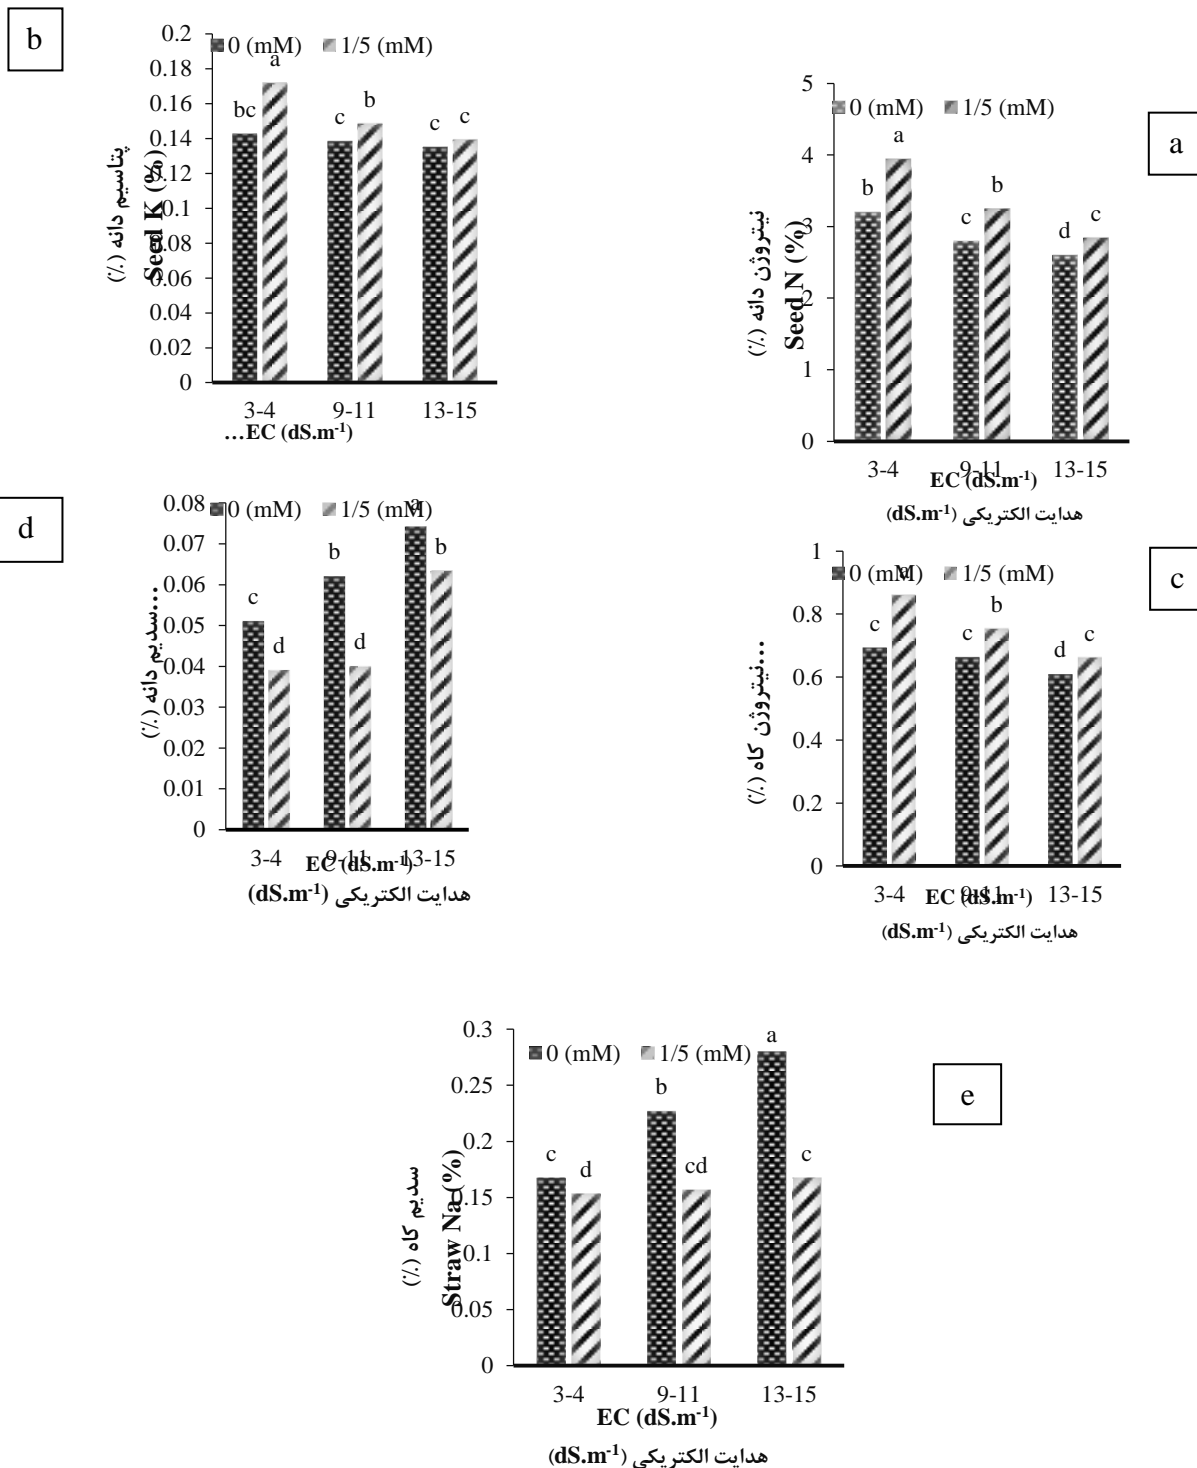 b
0 (mM) 1/5 (mM)
پتاسیم دانه (٪)
Seed K (%)
0.2
0.18
0.16
0.14
0.12
0.1
0.08
0.06
0.04
0.02
0
bc a c b c c
3-4 9-11 13-15
...EC (dS.m-1)
a
0 (mM) 1/5 (mM)
نیتروژن دانه (٪)
Seed N (%)
5
4
3
2
1
0
b a c b d c
3-4 9-11 13-15
EC (dS.m-1)
هدایت الکتریکی (dS.m-1)
d
0 (mM) 1/5 (mM)
سدیم دانه (٪)...
0.08
0.07
0.06
0.05
0.04
0.03
0.02
0.01
0
c d b d a b
3-4 9-11 13-15
EC (dS.m-1)
هدایت الکتریکی (dS.m-1)
c
0 (mM) 1/5 (mM)
نیتروژن کاه (٪)...
1
0.8
0.6
0.4
0.2
0
c a c b d c
3-4 9-11 13-15
EC (dS.m-1)
هدایت الکتریکی (dS.m-1)
e
0 (mM) 1/5 (mM)
سدیم کاه (٪)
Straw Na (%)
0.3
0.25
0.2
0.15
0.1
0.05
0
c d b cd a c
3-4 9-11 13-15
EC (dS.m-1)
هدایت الکتریکی (dS.m-1)